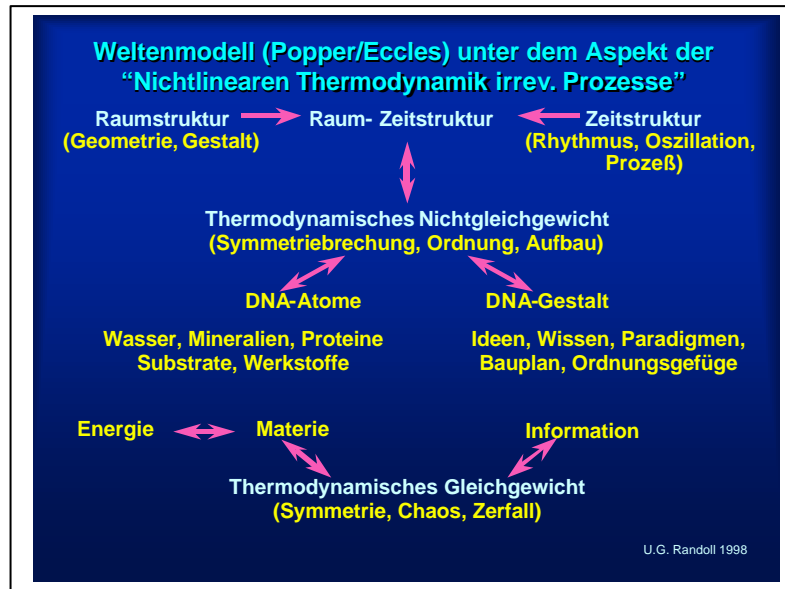 Weltenmodell (Popper/Eccles) unter dem Aspekt der
“Nichtlinearen Thermodynamik irrev. Prozesse”
Raumstruktur Raum- Zeitstruktur Zeitstruktur
(Geometrie, Gestalt) (Rhythmus, Oszillation,
Prozeß)
Thermodynamisches Nichtgleichgewicht
(Symmetriebrechung, Ordnung, Aufbau)
DNA-Atome DNA-Gestalt
Wasser, Mineralien, Proteine Ideen, Wissen, Paradigmen,
Substrate, Werkstoffe Bauplan, Ordnungsgefüge
Energie Materie Information
Thermodynamisches Gleichgewicht
(Symmetrie, Chaos, Zerfall)
U.G. Randoll 1998